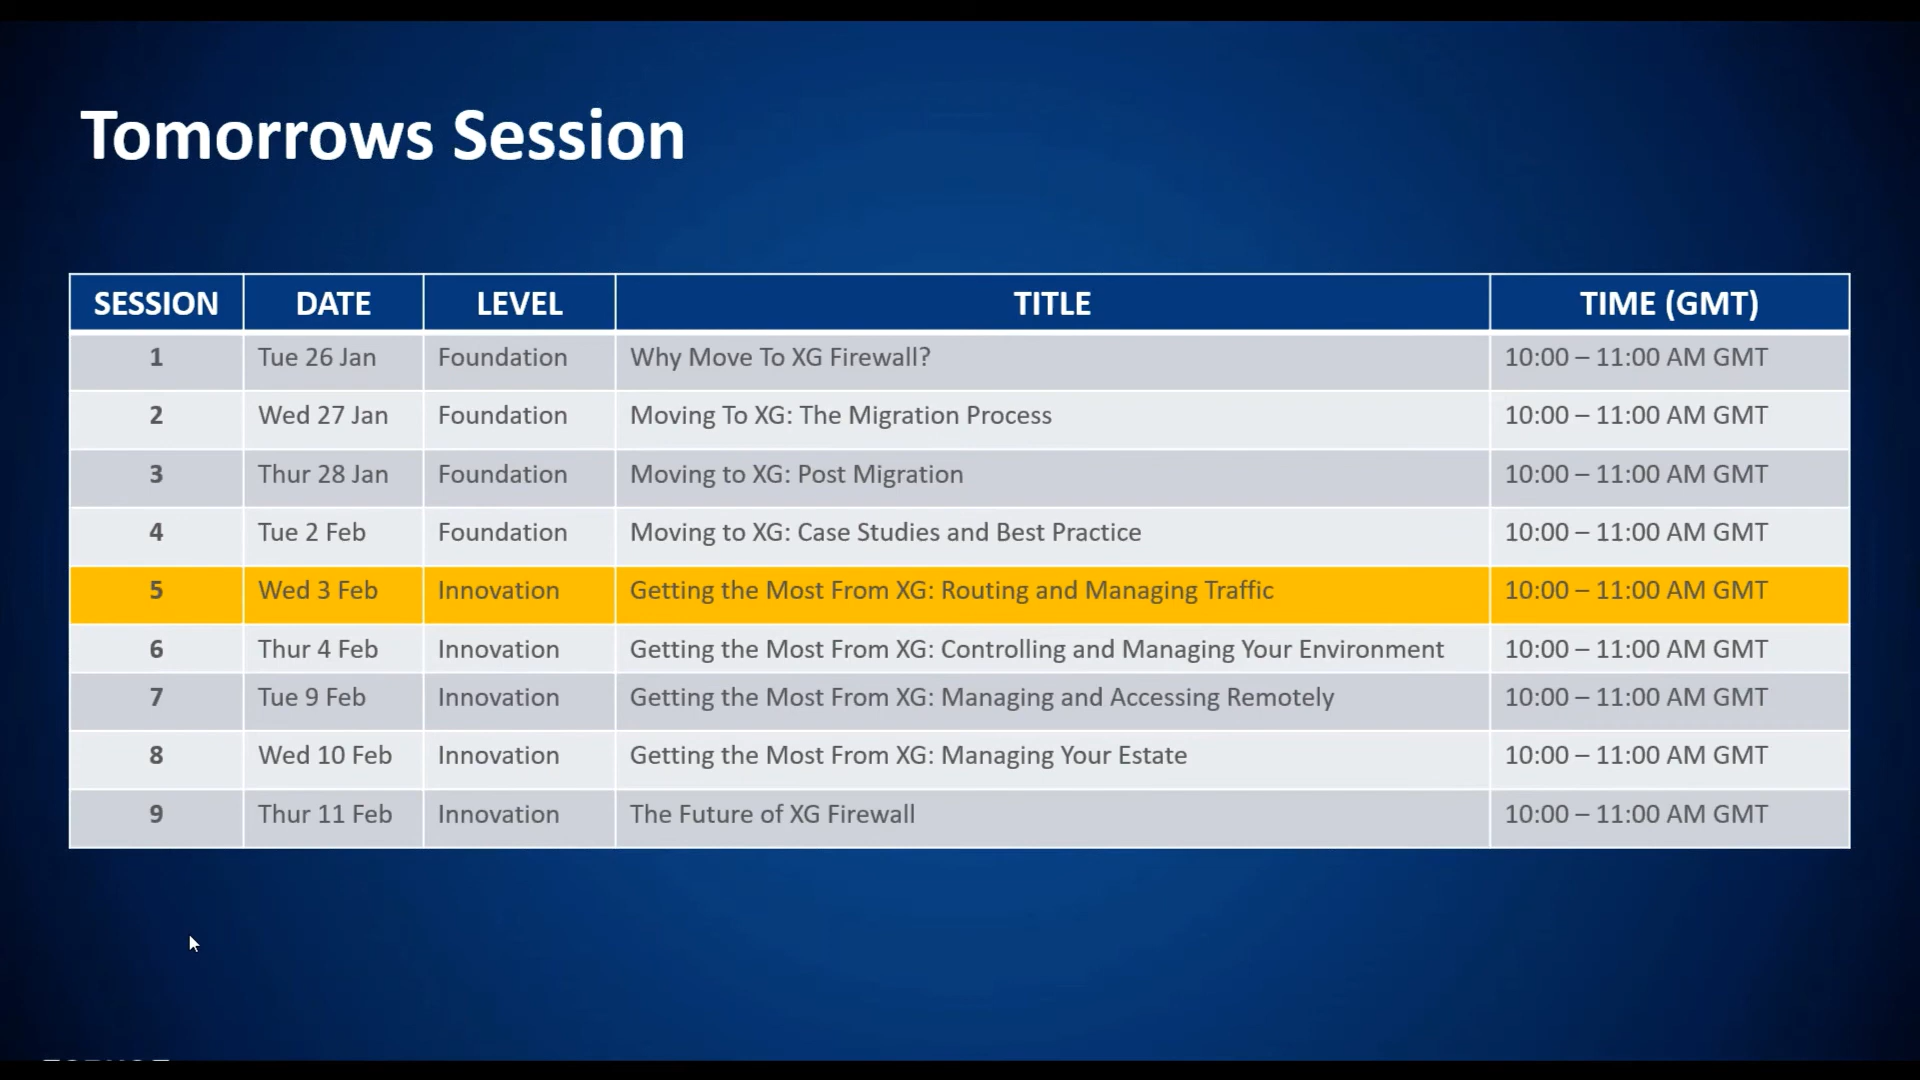 Tomorrows Session
SESSION DATE LEVEL TITLE TIME (GMT)
1 Tue 26 Jan Foundation Why Move To XG Firewall? 10:00 – 11:00 AM GMT
2 Wed 27 Jan Foundation Moving To XG: The Migration Process 10:00 – 11:00 AM GMT
3 Thur 28 Jan Foundation Moving to XG: Post Migration 10:00 – 11:00 AM GMT
4 Tue 2 Feb Foundation Moving to XG: Case Studies and Best Practice 10:00 – 11:00 AM GMT
5 Wed 3 Feb Innovation Getting the Most From XG: Routing and Managing Traffic 10:00 – 11:00 AM GMT
6 Thur 4 Feb Innovation Getting the Most From XG: Controlling and Managing Your Environment 10:00 – 11:00 AM GMT
7 Tue 9 Feb Innovation Getting the Most From XG: Managing and Accessing Remotely 10:00 – 11:00 AM GMT
8 Wed 10 Feb Innovation Getting the Most From XG: Managing Your Estate 10:00 – 11:00 AM GMT
9 Thur 11 Feb Innovation The Future of XG Firewall 10:00 – 11:00 AM GMT